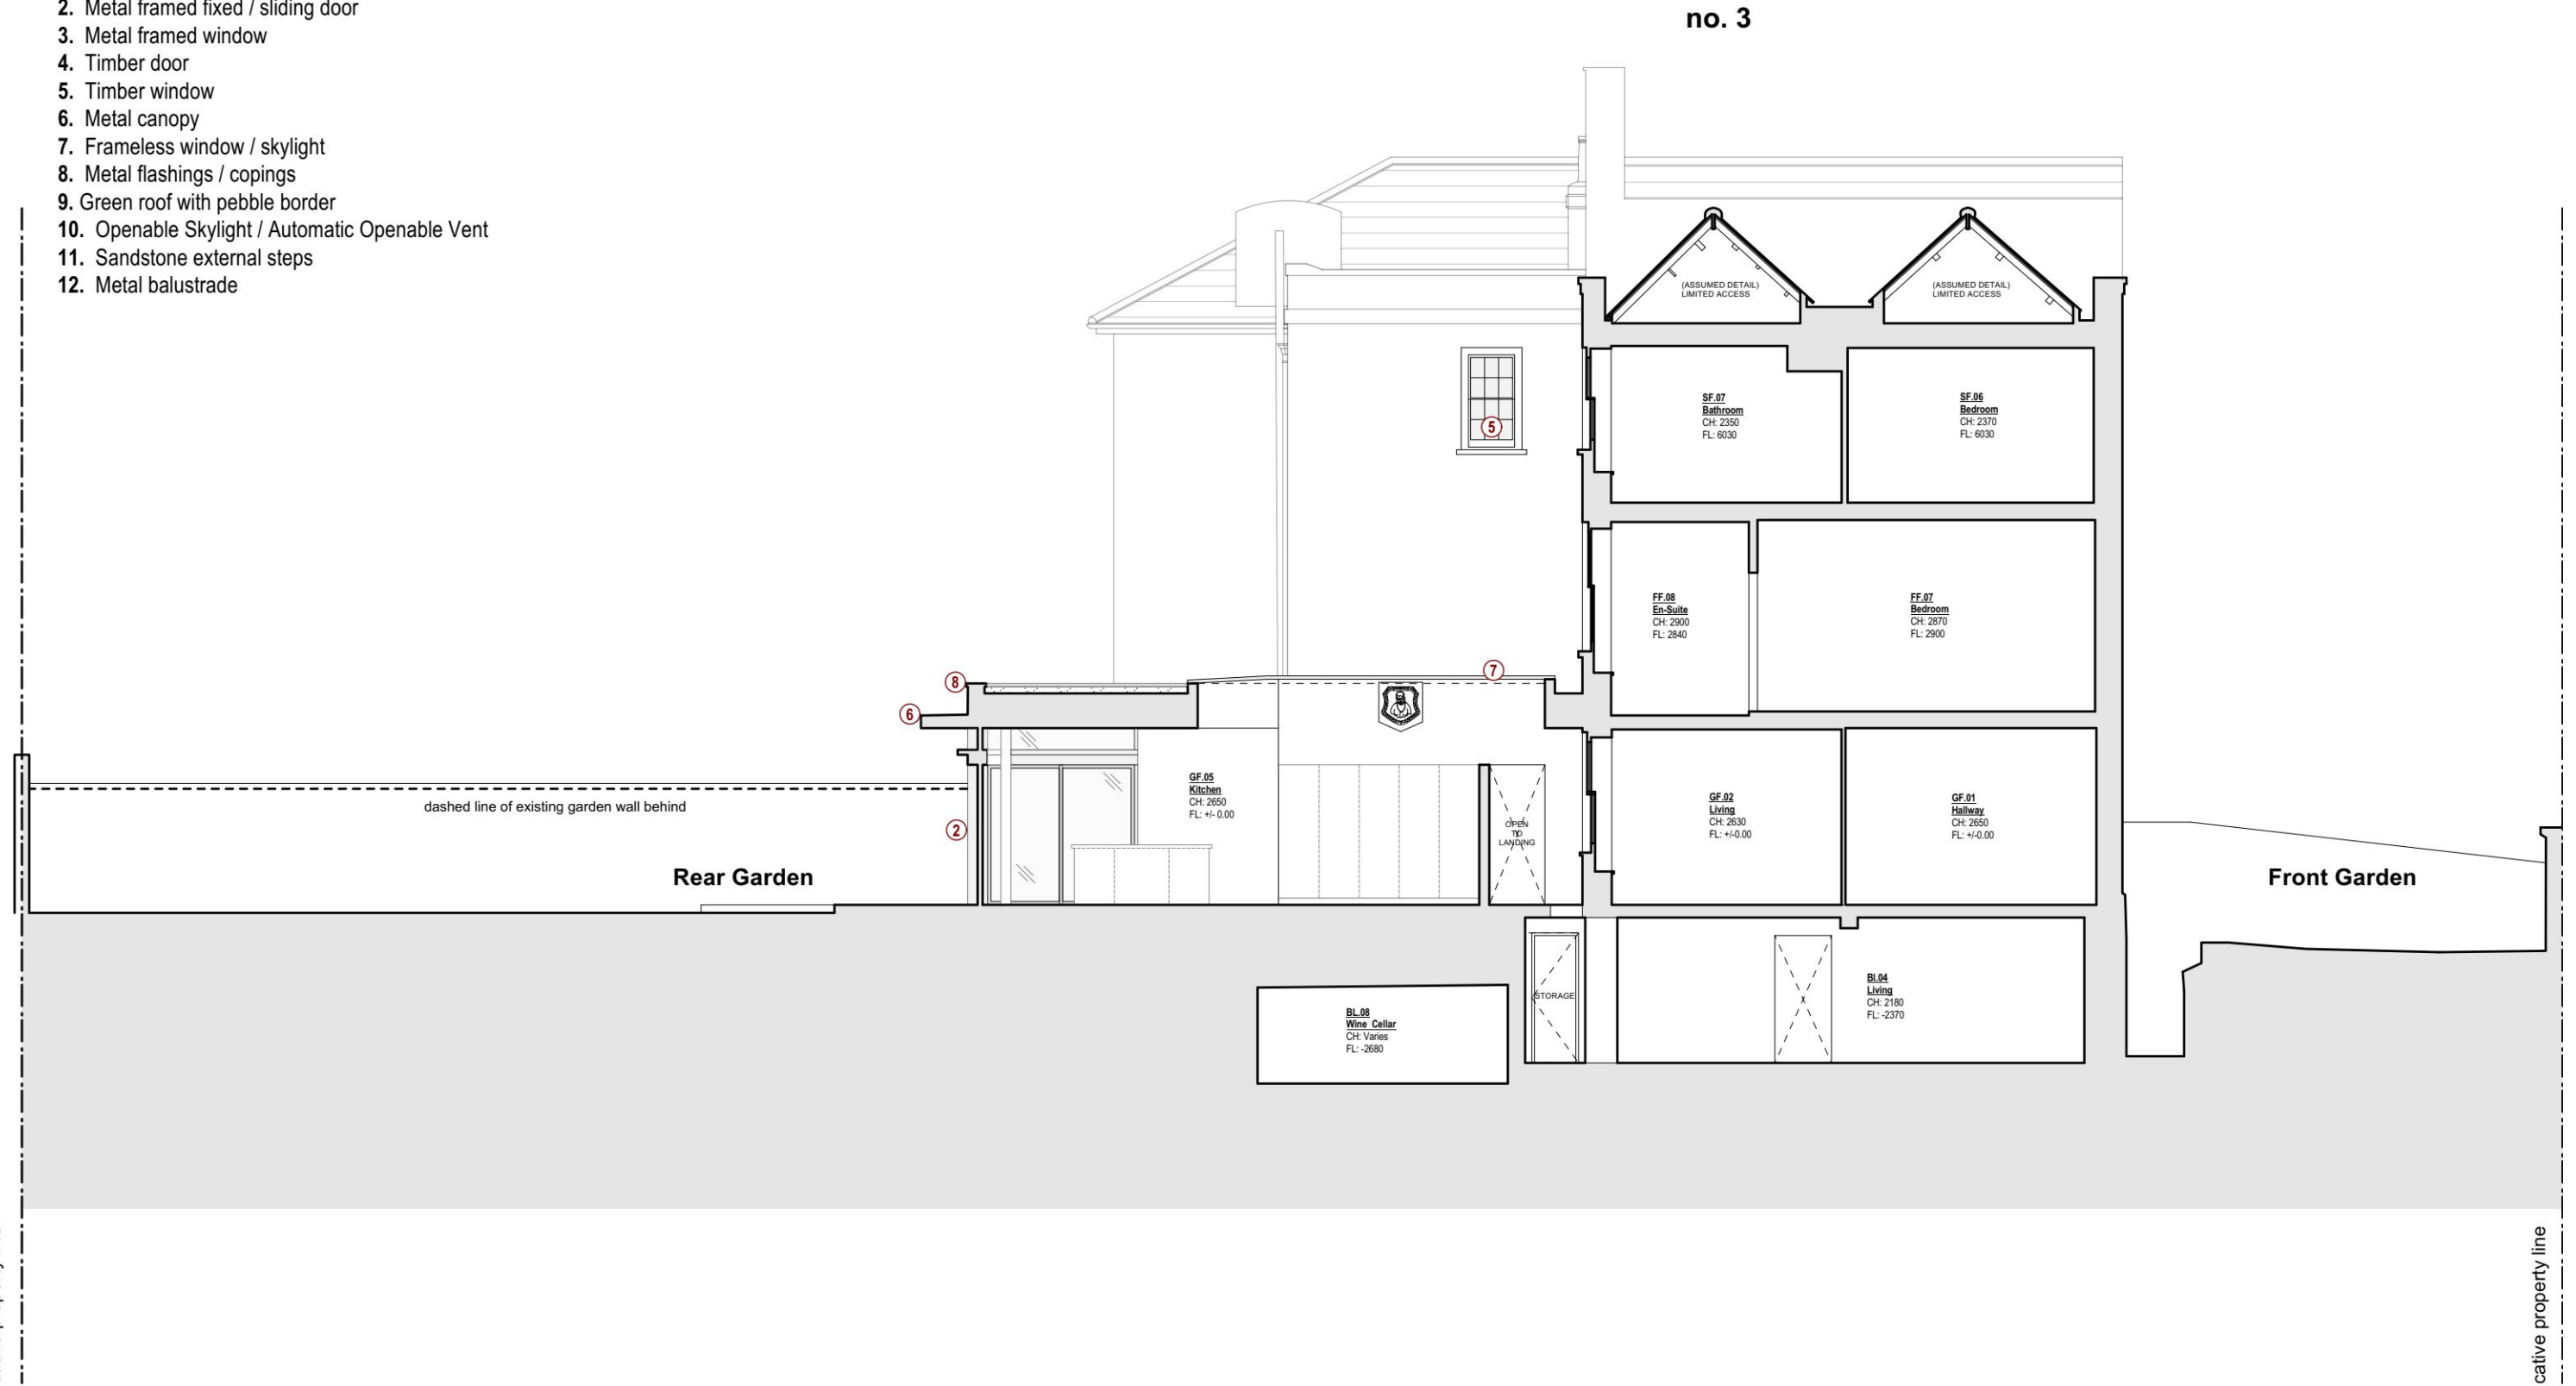 2. Metal framed fixed / sliding door
3. Metal framed window
4. Timber door
5. Timber window
6. Metal canopy
7. Frameless window / skylight
8. Metal flashings / copings
9. Green roof with pebble border
10. Openable Skylight / Automatic Openable Vent
11. Sandstone external steps
12. Metal balustrade
no. 3
(ASSUMED DETAIL)
LIMITED ACCESS
(ASSUMED DETAIL)
LIMITED ACCESS
5
SF.07
Bathroom
CH: 2350
FL: 6030
SF.06
Bedroom
CH: 2370
FL: 6030
FF.08
En-Suite
CH: 2900
FL: 2840
FF.07
Bedroom
CH: 2870
FL: 2900
7
8
6
dashed line of existing garden wall behind
2
Rear Garden
GF.05
Kitchen
CH: 2650
FL: +/- 0.00
OPEN
TO
LANDING
GF.02
Living
CH: 2630
FL: +/-0.00
GF.01
Hallway
CH: 2650
FL: +/-0.00
Front Garden
BL.08
Wine Cellar
CH: Varies
FL: -2680
STORAGE
BI.04
Living
CH: 2180
FL: -2370
cative property line